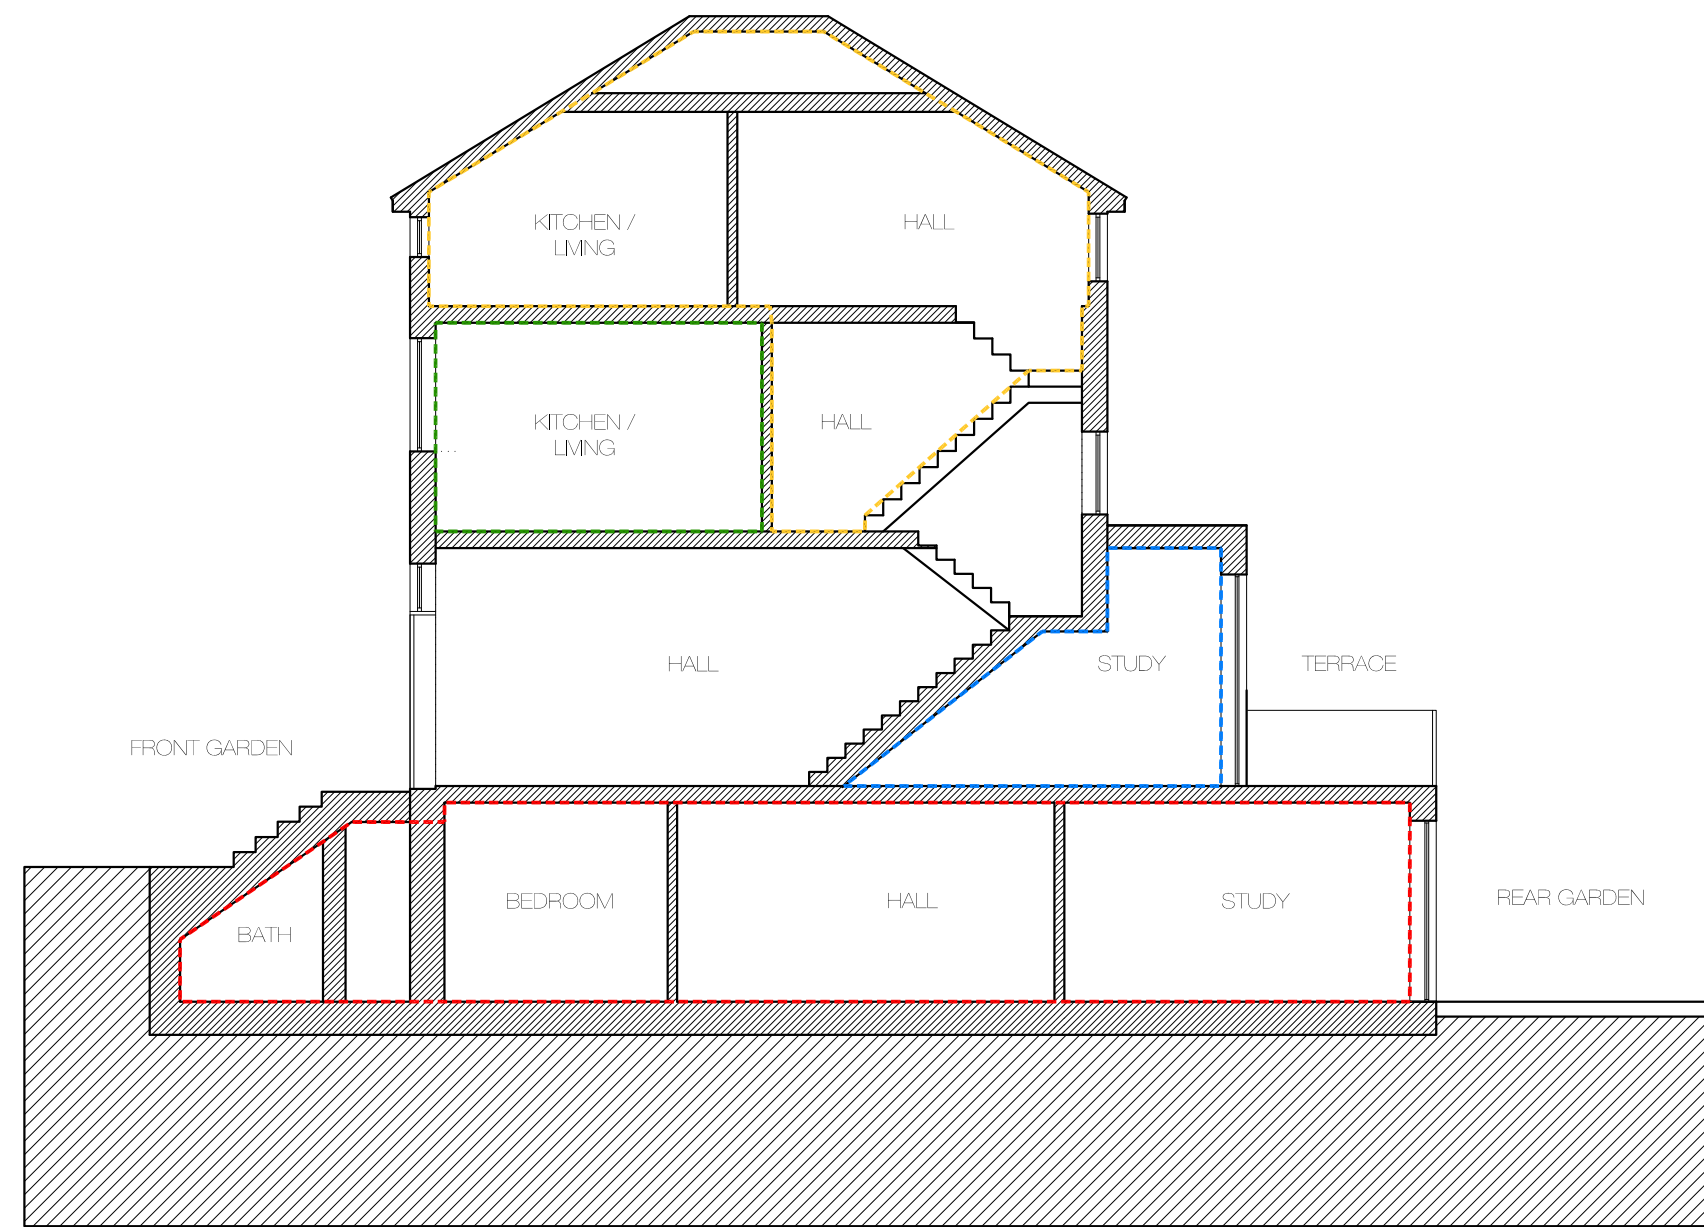 KITCHEN /
LIVING
HALL
KITCHEN /
LIVING
HALL
HALL
STUDY
TERRACE
FRONT GARDEN
BATH
BEDROOM
HALL
STUDY
REAR GARDEN